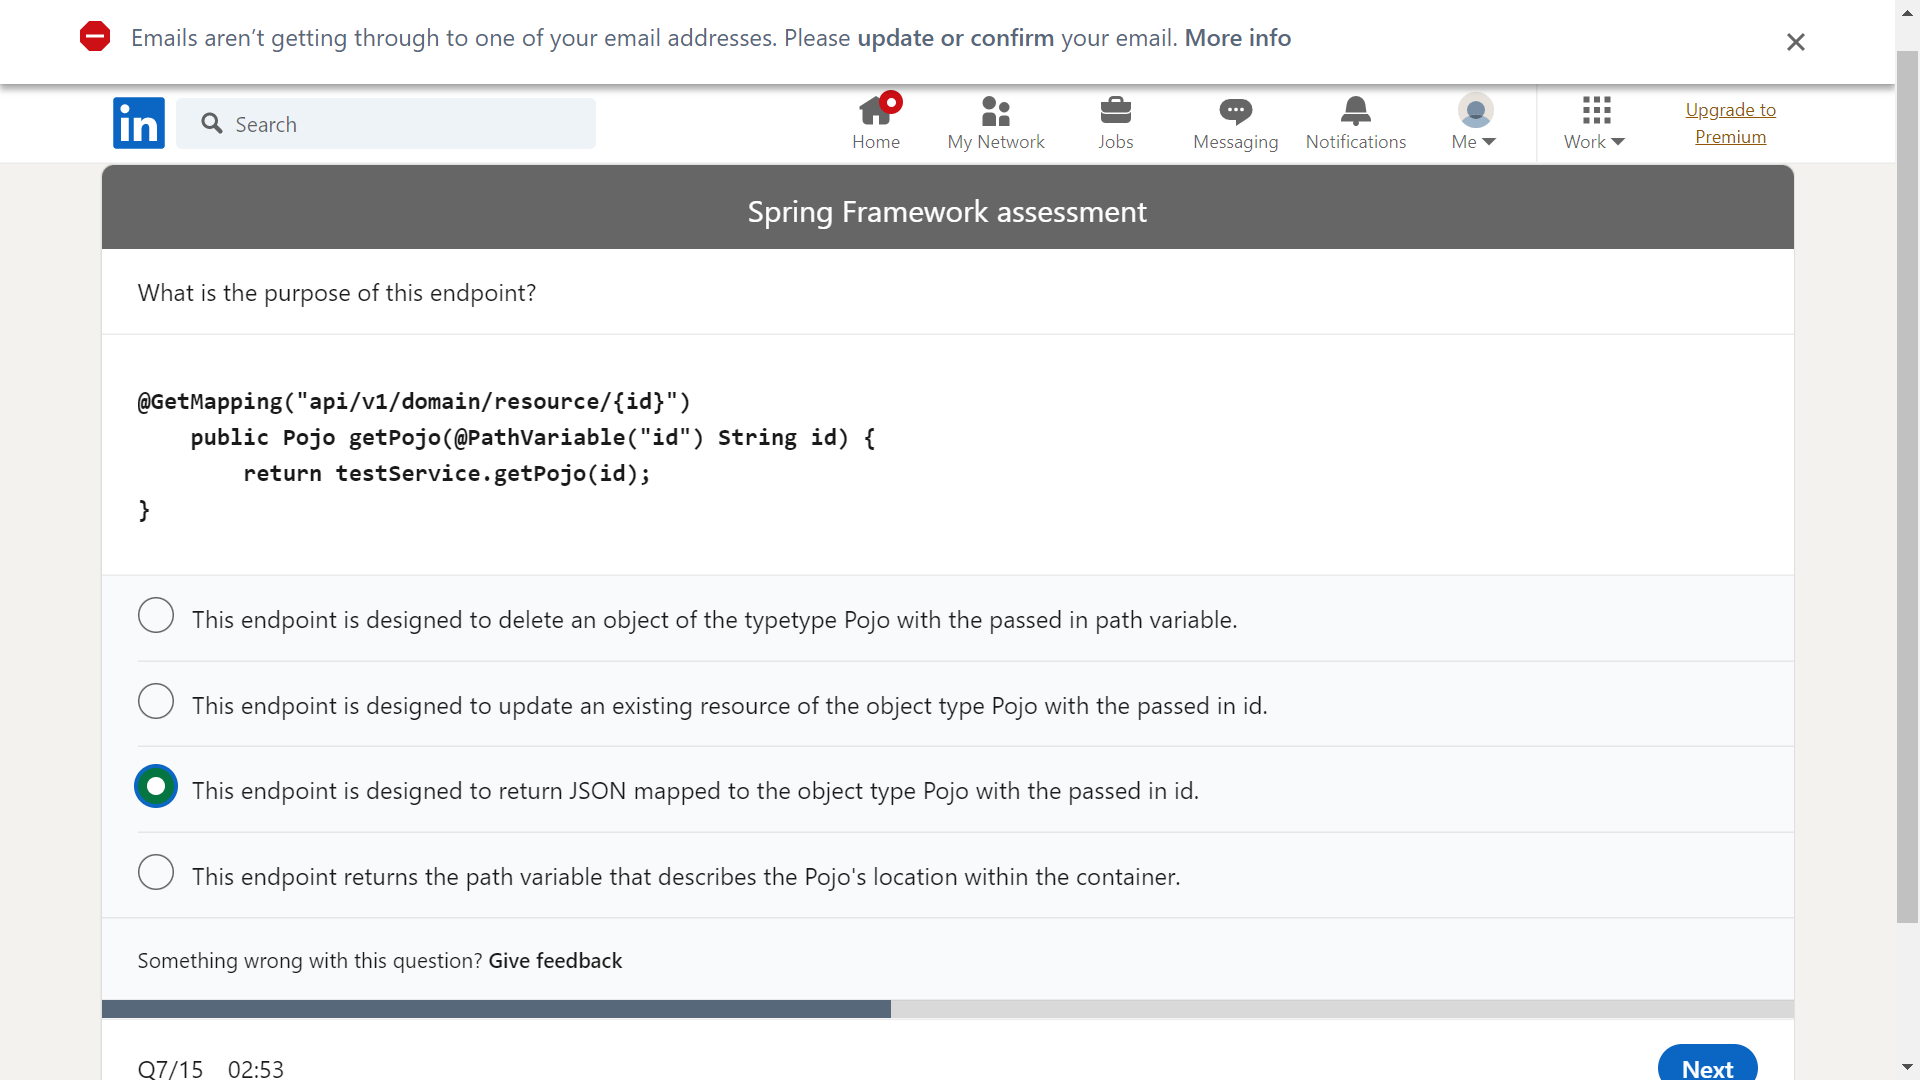 Emails aren't getting through to one of your email addresses. Please update or confirm your email. More info
in
Search
Home
My Network
Jobs
Messaging
Notifications
Me
Work
Upgrade to
Premium
Spring Framework assessment
What is the purpose of this endpoint?
@GetMapping("api/v1/domain/resource/{id}")
    public Pojo getPojo(@PathVariable("id") String id) {
        return testService.getPojo(id);
}
This endpoint is designed to delete an object of the typetype Pojo with the passed in path variable.
This endpoint is designed to update an existing resource of the object type Pojo with the passed in id.
This endpoint is designed to return JSON mapped to the object type Pojo with the passed in id.
This endpoint returns the path variable that describes the Pojo's location within the container.
Something wrong with this question? Give feedback
Q7/15 02:53
Next